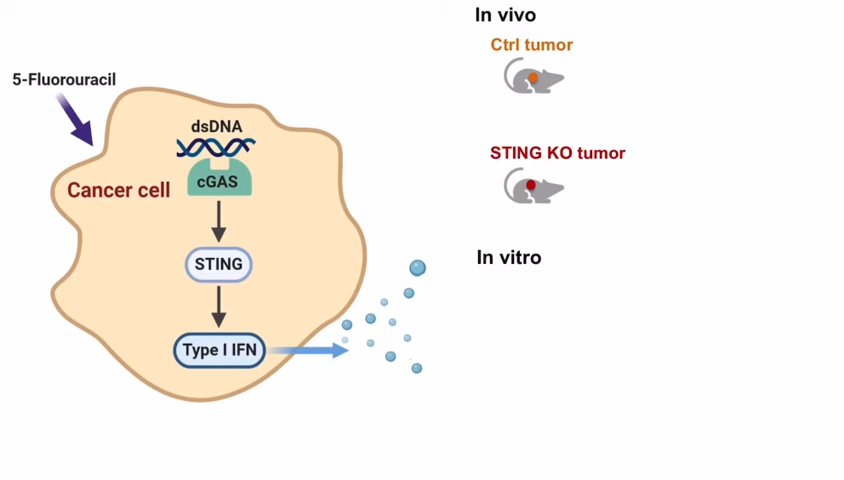 5-Fluorouracil
dsDNA
cGAS
Cancer cell
STING
Type I IFN
In vivo
Ctrl tumor
STING KO tumor
In vitro